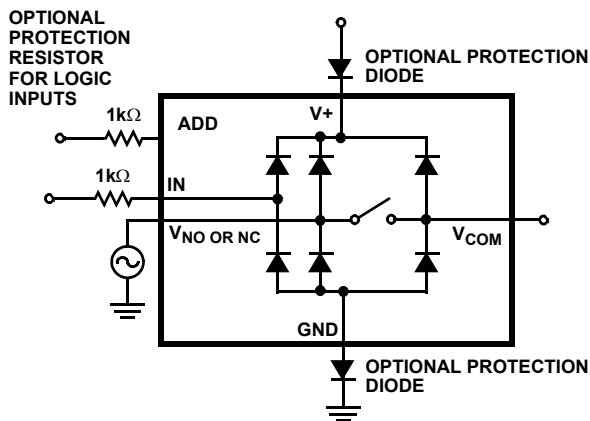 OPTIONAL
PROTECTION
RESISTOR
FOR LOGIC
INPUTS
OPTIONAL PROTECTION
DIODE
1kΩ
ADD
V+
1kΩ
IN
VNO OR NC
VCOM
GND
OPTIONAL PROTECTION
DIODE